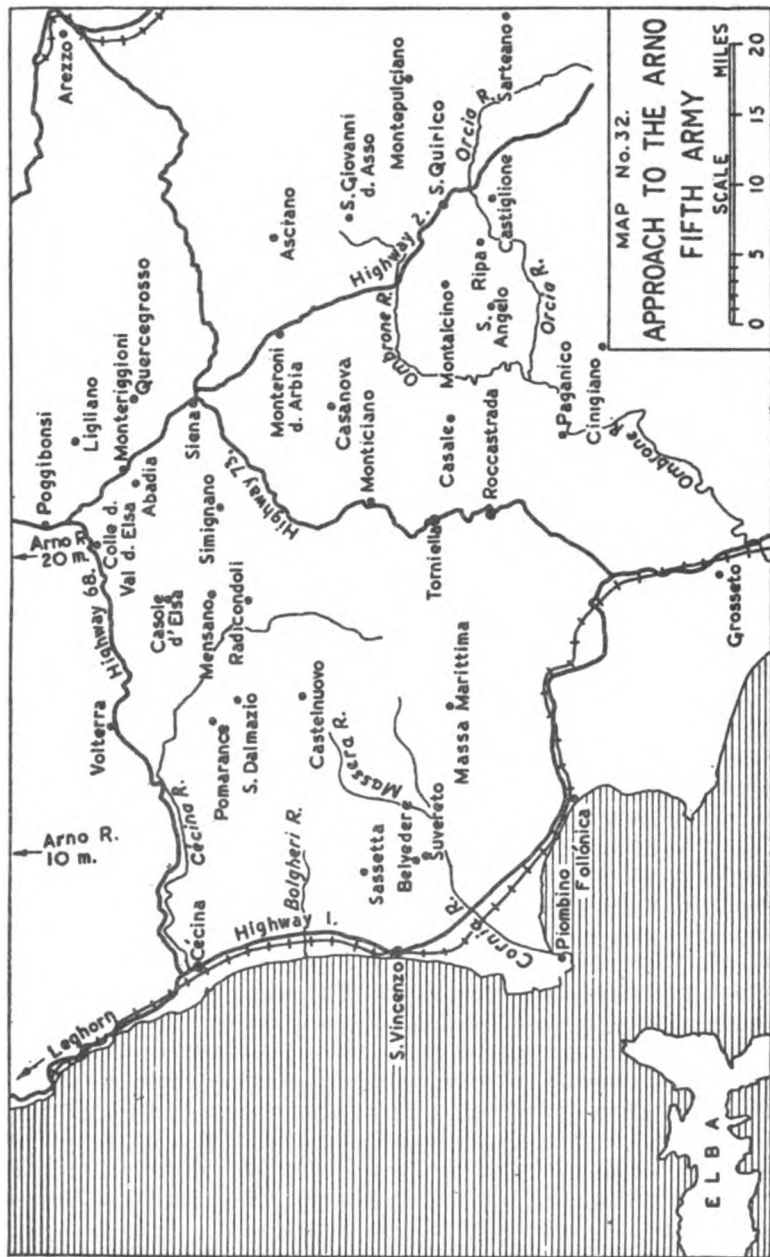 Arezzo
Poggibonsi
Arno R.
20 m.
Ligliano
Monteriggioni
Quercegrosso
Colle d.
Val d. Elsa
Abadia
Highway 68.
Volterra
Casole
d'Elsa
Simignano
Siena
Mensano
Radicondoli
Highway 73.
Arno R.
10 m.
Cécina R.
Pomarance
S. Dalmazio
Castelnuovo
Leghorn
Cécina
Highway 1.
Bolgheri R.
Massera R.
Sassetta
Belvedere
Suvereto
Massa Marittima
S. Vincenzo
Cornia R.
Piombino
Follónica
ELBA
Monteroni
d. Arbia
Asciano
S. Giovanni
d. Asso
Montepulciano
Highway 2.
S. Quirico
Orcia R.
Sarteano
Castiglione
Ripa
Orcia R.
Casanova
Monticiano
Ombrone R.
Montalcino
S.
Angelo
Casale
Torniella
Roccastrada
Paganico
Cinigiano
Ombrone R.
Grosseto
MAP No. 32.
APPROACH TO THE ARNO
FIFTH ARMY
SCALE MILES
0 5 10 15 20